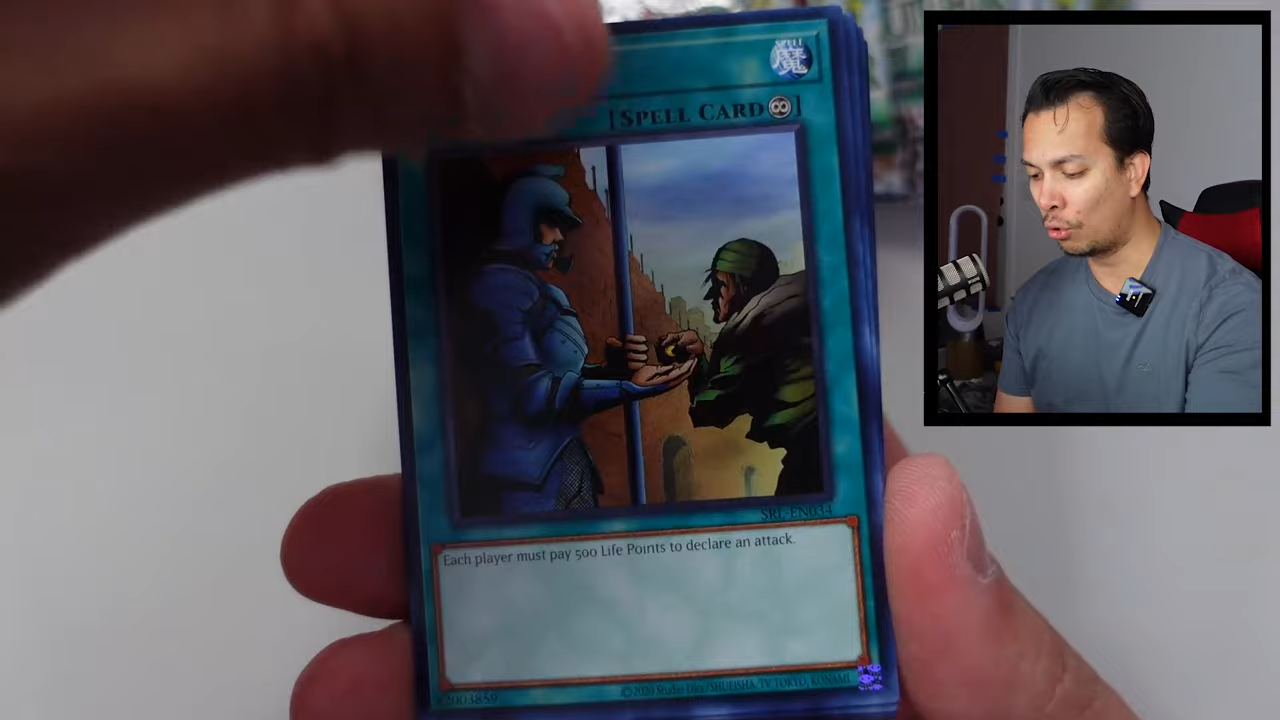 魔
[SPELL CARD♾]
SRL-EN034
Each player must pay 500 Life Points to declare an attack.
82003859
©2020 Studio Dice/SHUEISHA, TV TOKYO, KONAMI